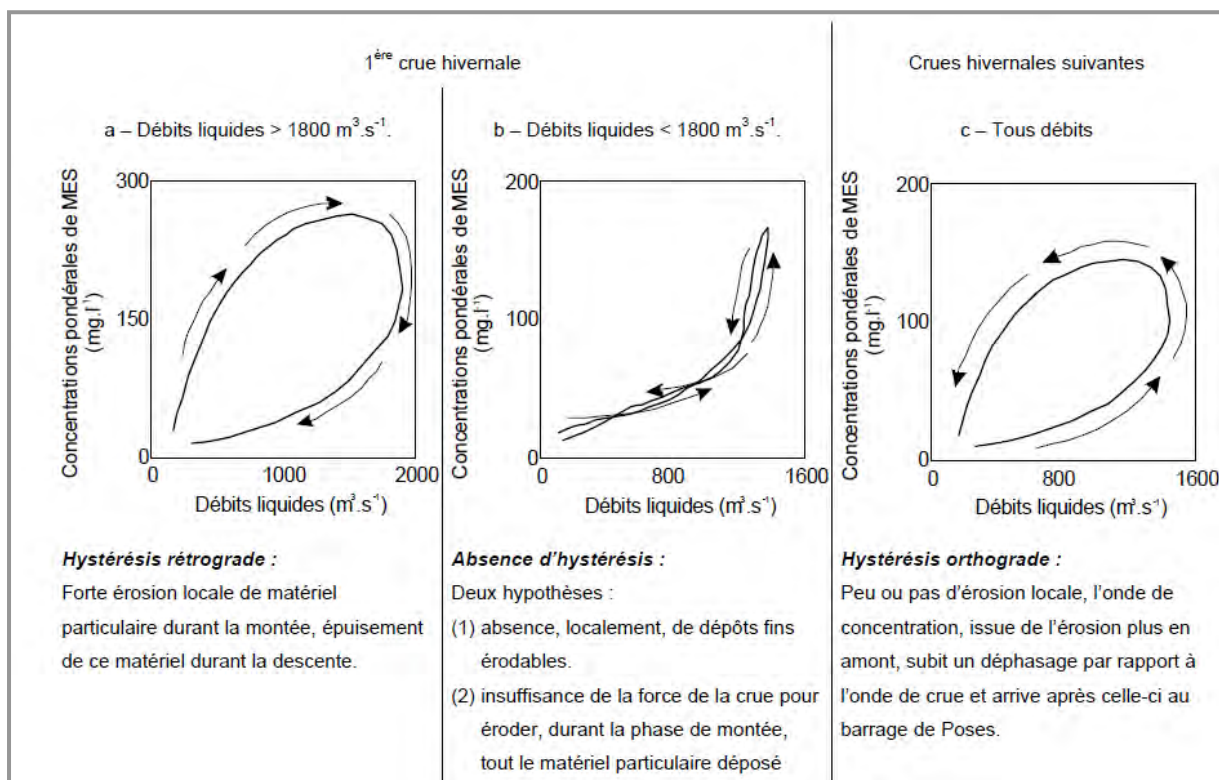 1ère crue hivernale
Crues hivernales suivantes
a – Débits liquides > 1800 m³.s⁻¹.
b – Débits liquides < 1800 m³.s⁻¹.
c – Tous débits
Concentrations pondérales de MES
(mg.l⁻¹)
300
150
0
0
1000
2000
Débits liquides (m³.s⁻¹)
Concentrations pondérales de MES
(mg.l⁻¹)
200
100
0
0
800
1600
Débits liquides (m³.s⁻¹)
Concentrations pondérales de MES
(mg.l⁻¹)
200
100
0
0
800
1600
Débits liquides (m³.s⁻¹)
Hystérésis rétrograde :
Forte érosion locale de matériel
particulaire durant la montée, épuisement
de ce matériel durant la descente.
Absence d'hystérésis :
Deux hypothèses :
(1) absence, localement, de dépôts fins
érodables.
(2) insuffisance de la force de la crue pour
éroder, durant la phase de montée,
tout le matériel particulaire déposé
Hystérésis orthograde :
Peu ou pas d'érosion locale, l'onde de
concentration, issue de l'érosion plus en
amont, subit un déphasage par rapport à
l'onde de crue et arrive après celle-ci au
barrage de Poses.